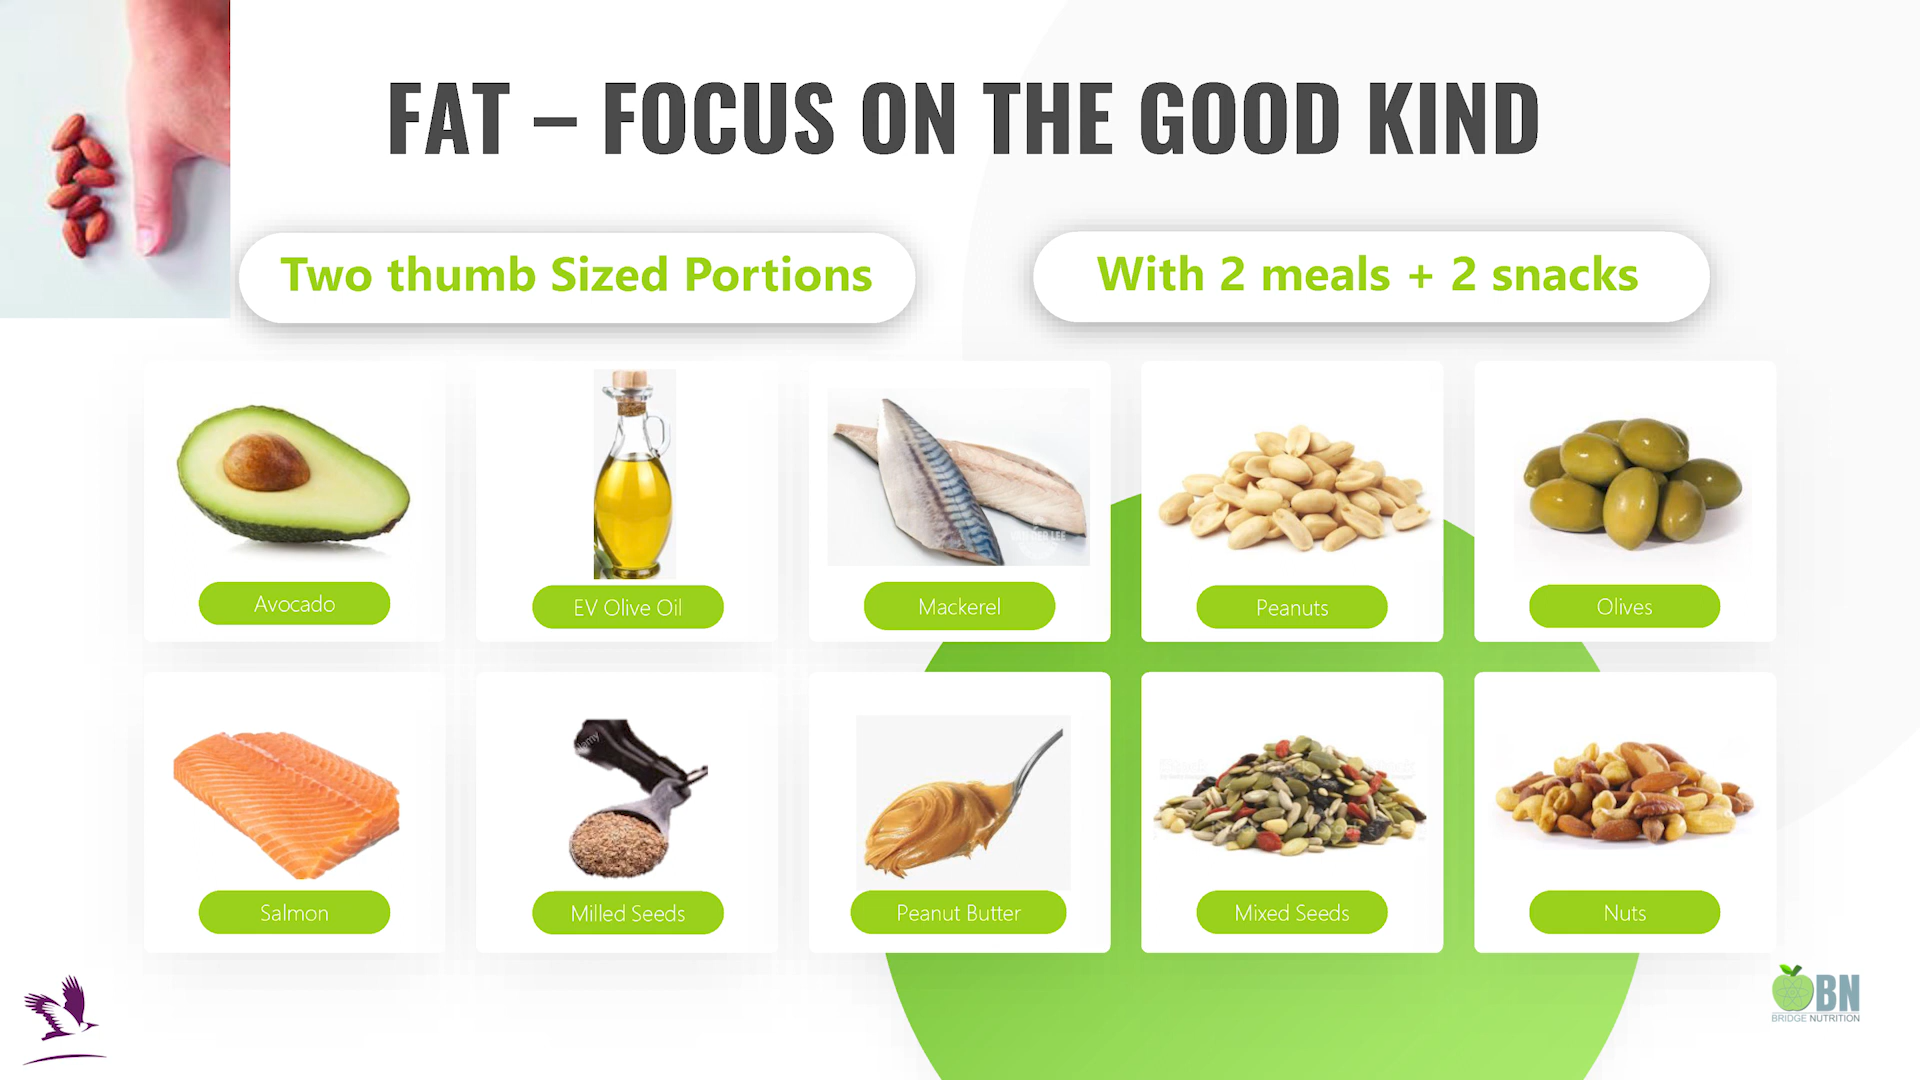 FAT – FOCUS ON THE GOOD KIND
Two thumb Sized Portions
With 2 meals + 2 snacks
Avocado
EV Olive Oil
Mackerel
Peanuts
Olives
Salmon
Milled Seeds
Peanut Butter
Mixed Seeds
Nuts
BN
BRIDGE NUTRITION